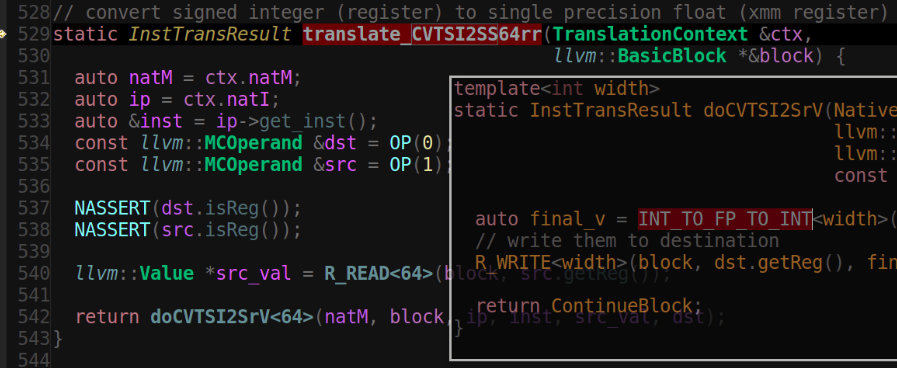 528 // convert signed integer (register) to single precision float (xmm register)
529 static InstTransResult translate_CVTSI2SS64rr(TranslationContext &ctx,
530 llvm::BasicBlock *&block) {
531 auto natM = ctx.natM;
532 auto ip = ctx.natI;
533 auto &inst = ip->get_inst();
534 const llvm::MCOperand &dst = OP(0);
535 const llvm::MCOperand &src = OP(1);
536
537 NASSERT(dst.isReg());
538 NASSERT(src.isReg());
539
540 llvm::Value *src_val = R_READ<64>(block, src.getReg());
541
542 return doCVTSI2SrV<64>(natM, block, ip, inst, src_val, dst);
543 }
544
template<int width>
static InstTransResult doCVTSI2SrV(Native
llvm::
llvm::
const
auto final_v = INT_TO_FP_TO_INT<width>(
// write them to destination
R_WRITE<width>(block, dst.getReg(), fin
return ContinueBlock;
}